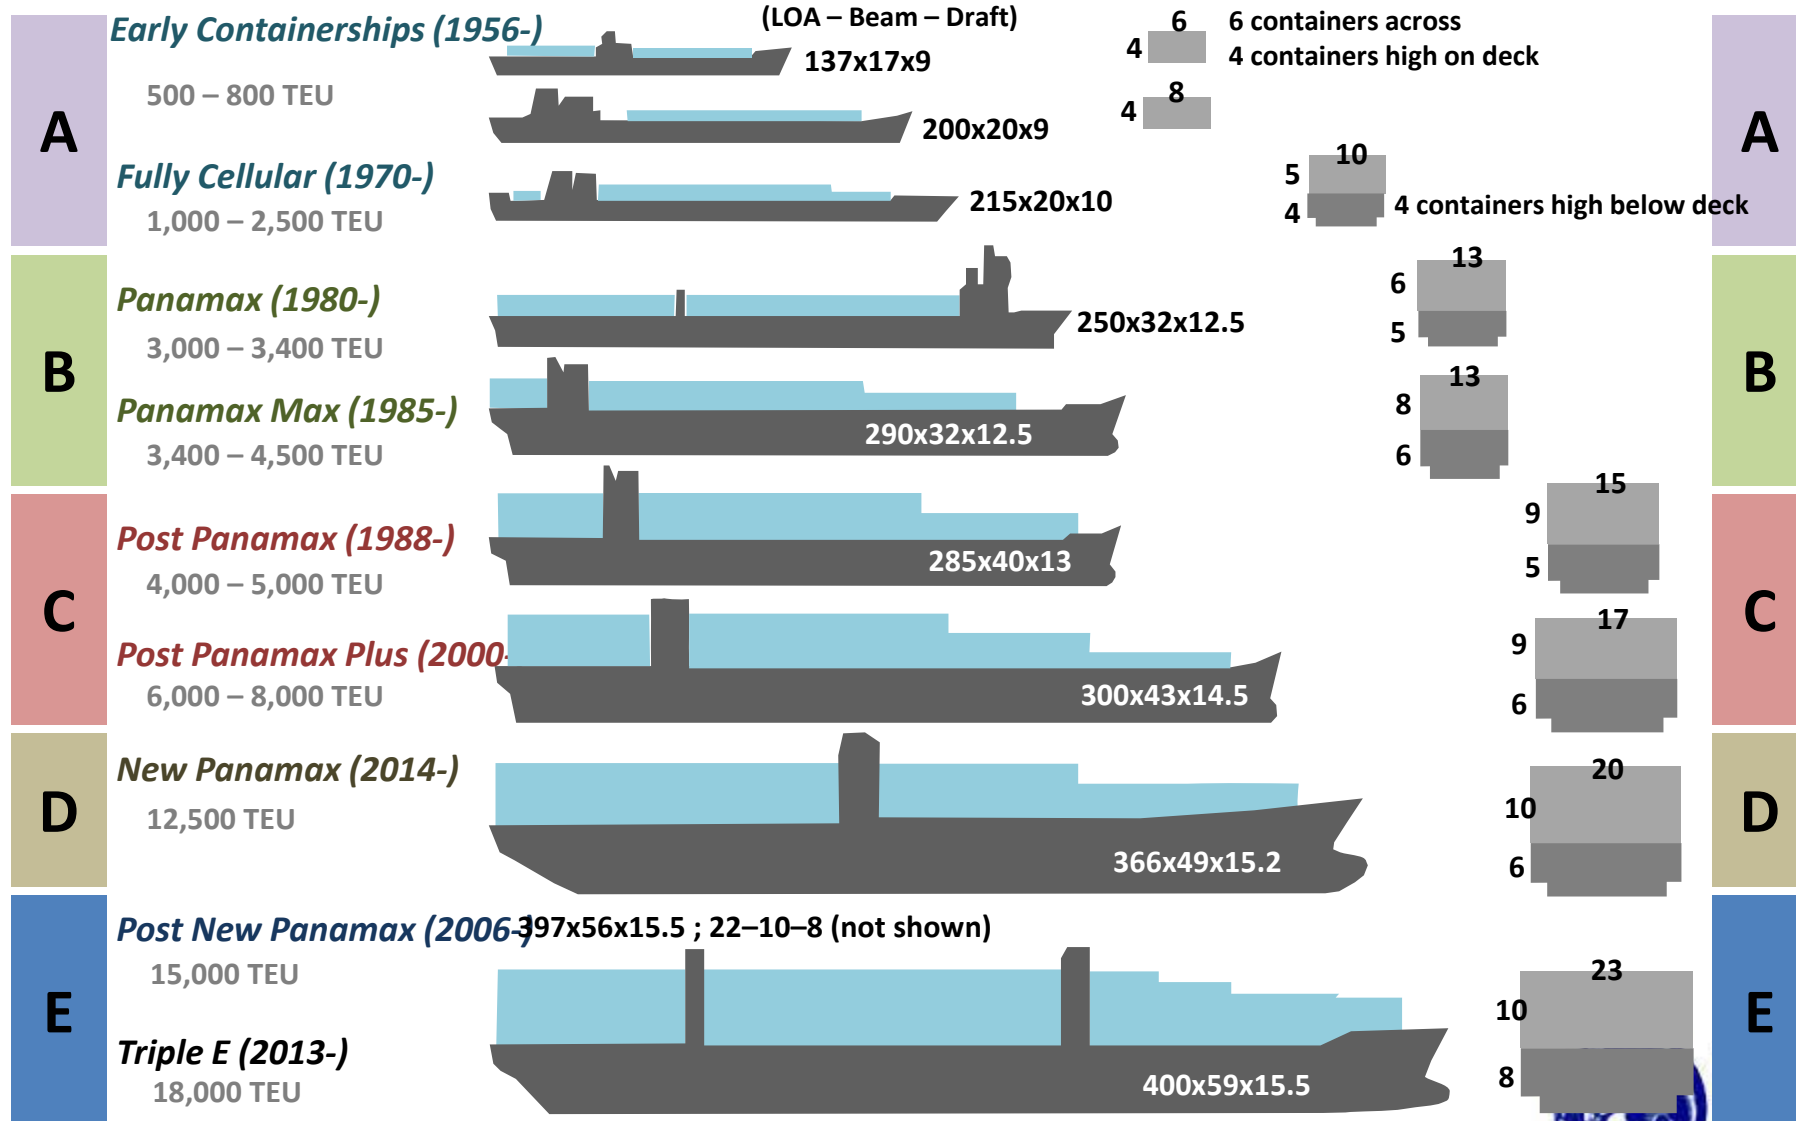 (LOA – Beam – Draft)
A
Early Containerships (1956-)
500 – 800 TEU
137x17x9
6
4
6 containers across
4 containers high on deck
A
200x20x9
8
4
Fully Cellular (1970-)
1,000 – 2,500 TEU
215x20x10
10
5
4
4 containers high below deck
B
Panamax (1980-)
3,000 – 3,400 TEU
250x32x12.5
13
6
5
B
Panamax Max (1985-)
3,400 – 4,500 TEU
290x32x12.5
13
8
6
C
Post Panamax (1988-)
4,000 – 5,000 TEU
285x40x13
15
9
5
C
Post Panamax Plus (2000-
6,000 – 8,000 TEU
300x43x14.5
17
9
6
D
New Panamax (2014-)
12,500 TEU
366x49x15.2
20
10
6
D
E
Post New Panamax (2006-)
15,000 TEU
397x56x15.5 ; 22–10–8 (not shown)
E
Triple E (2013-)
18,000 TEU
400x59x15.5
23
10
8